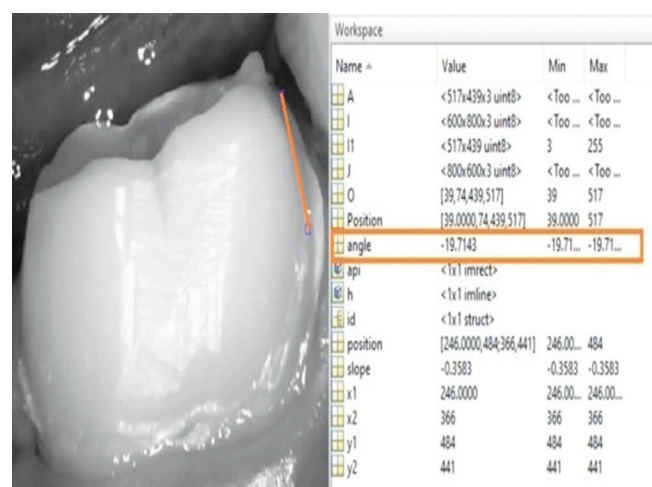 Workspace
Name Value Min Max
A <517x439x3 uint8> <Too ... <Too ...
I <600x800x3 uint8> <Too ... <Too ...
I1 <517x439 uint8> 3 255
J <800x600x3 uint8> <Too ... <Too ...
O [39,74,439,517] 39 517
Position [39.0000,74,439,517] 39.0000 517
angle -19.7143 -19.71... -19.71...
api <1x1 imrect>
h <1x1 imline>
id <1x1 struct>
position [246.0000,484;366,441] 246.00... 484
slope -0.3583 -0.3583 -0.3583
x1 246.0000 246.00... 246.00...
x2 366 366 366
y1 484 484 484
y2 441 441 441